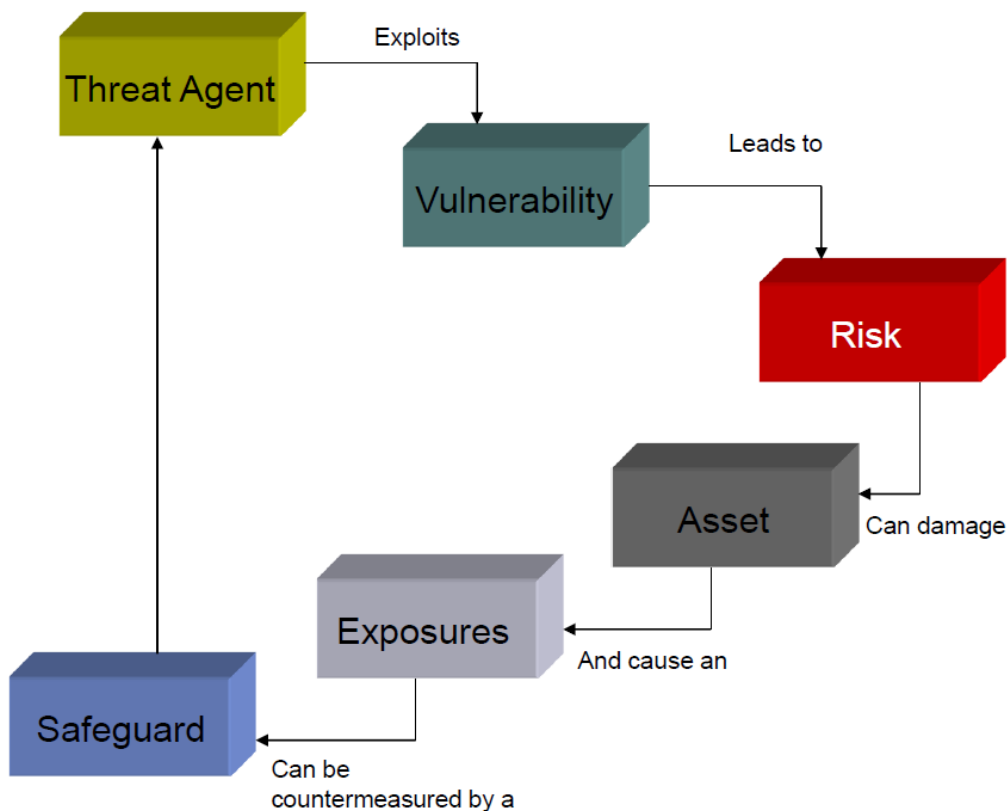 Exploits
Threat Agent
Leads to
Vulnerability
Risk
Asset
Can damage
Exposures
And cause an
Safeguard
Can be
countermeasured by a